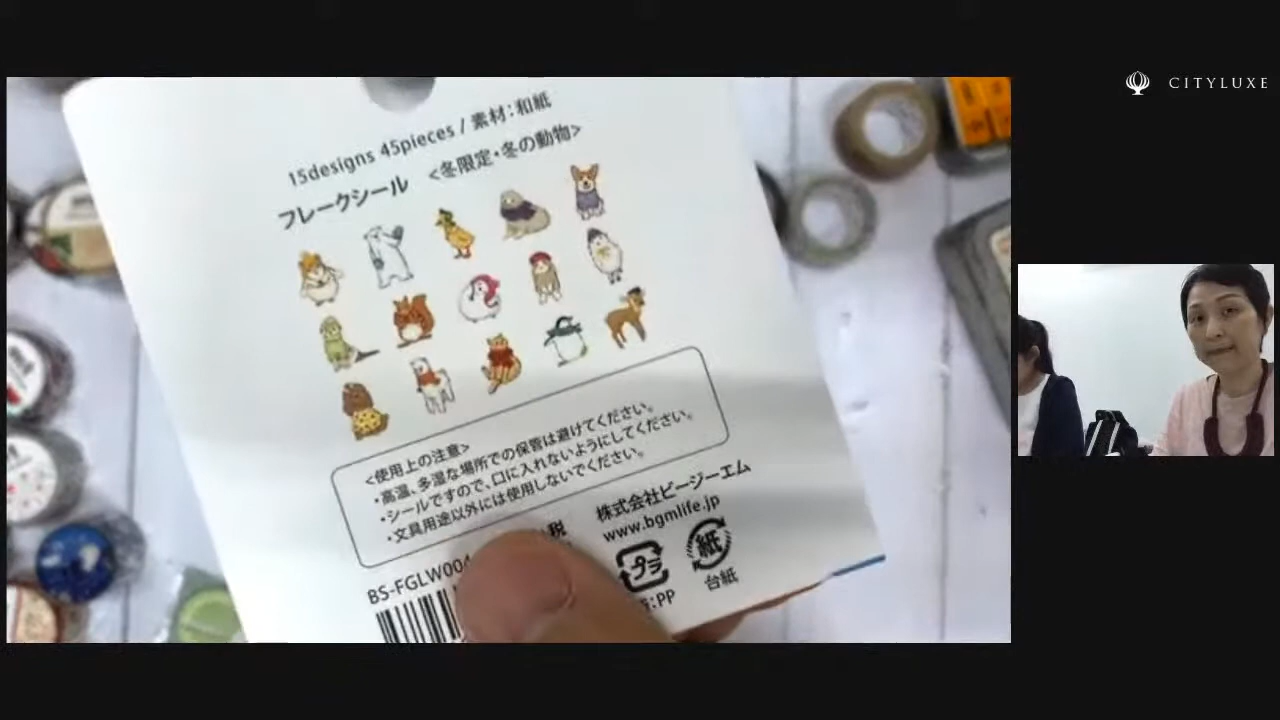 CITYLUXE
15designs 45pieces / 素材：和紙
フレークシール <冬限定・冬の動物>
<使用上の注意>
・高温、多湿な場所での保管は避けてください。
・シールですので、口に入れないようにしてください。
・文具用途以外には使用しないでください。
税
株式会社ビージーエム
www.bgmlife.jp
BS-FGLW004
プラ
紙
:PP
台紙